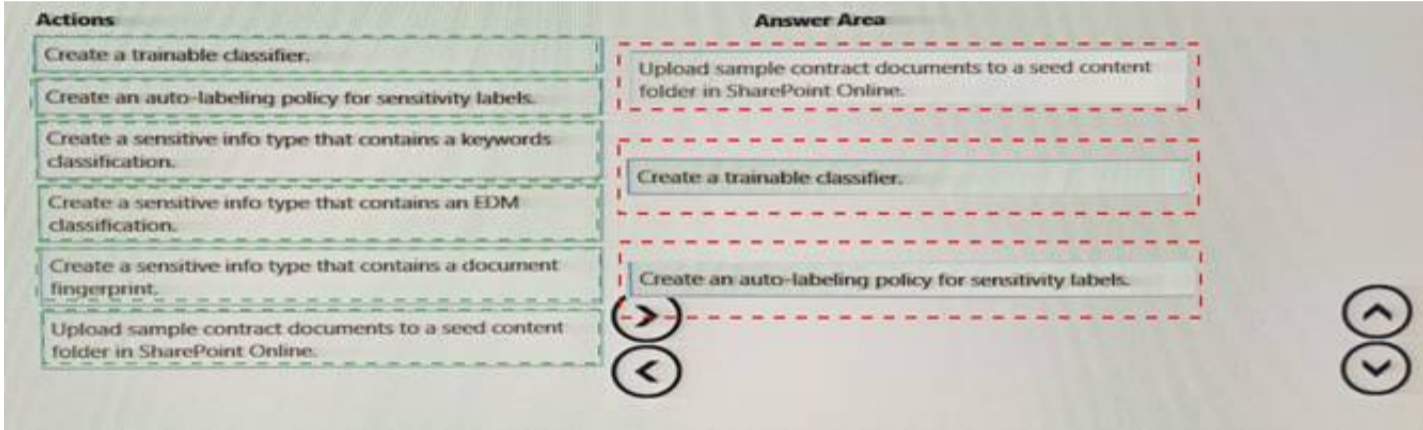 Actions
Answer Area
Create a trainable classifier.
Create an auto-labeling policy for sensitivity labels.
Create a sensitive info type that contains a keywords
classification.
Create a sensitive info type that contains an EDM
classification.
Create a sensitive info type that contains a document
fingerprint.
Upload sample contract documents to a seed content
folder in SharePoint Online.
Upload sample contract documents to a seed content
folder in SharePoint Online.
Create a trainable classifier.
Create an auto-labeling policy for sensitivity labels.